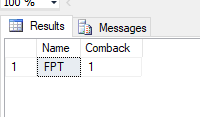 100 %
Results Messages
Name Comback
1 FPT 1